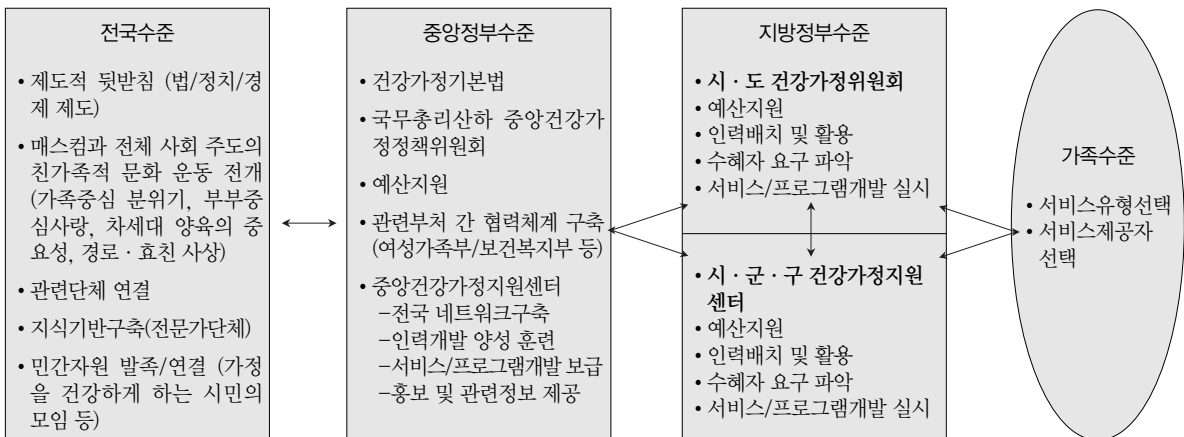 전국수준
• 제도적 뒷받침 (법/정치/경
제 제도)
• 매스컴과 전체 사회 주도의
친가족적 문화 운동 전개
(가족중심 분위기, 부부중
심사랑, 차세대 양육의 중
요성, 경로 · 효친 사상)
• 관련단체 연결
• 지식기반구축(전문가단체)
• 민간자원 발족/연결 (가정
을 건강하게 하는 시민의
모임 등)
중앙정부수준
• 건강가정기본법
• 국무총리산하 중앙건강가
정정책위원회
• 예산지원
• 관련부처 간 협력체계 구축
(여성가족부/보건복지부 등)
• 중앙건강가정지원센터
-전국 네트워크구축
-인력개발 양성 훈련
-서비스/프로그램개발 보급
-홍보 및 관련정보 제공
지방정부수준
• 시 · 도 건강가정위원회
• 예산지원
• 인력배치 및 활용
• 수혜자 요구 파악
• 서비스/프로그램개발 실시
• 시 · 군 · 구 건강가정지원
센터
• 예산지원
• 인력배치 및 활용
• 수혜자 요구 파악
• 서비스/프로그램개발 실시
가족수준
• 서비스유형선택
• 서비스제공자
선택